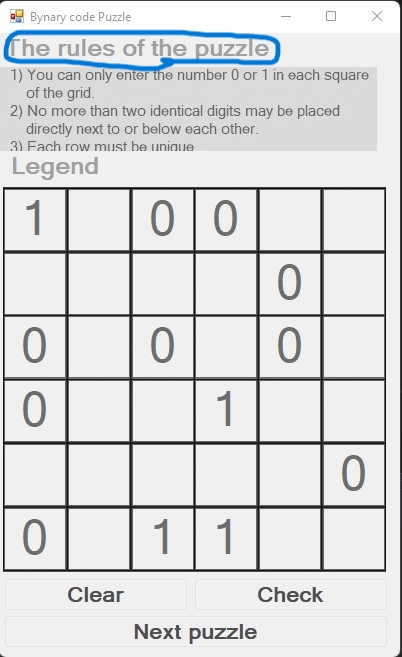 Bynary code Puzzle
The rules of the puzzle
1) You can only enter the number 0 or 1 in each square
of the grid.
2) No more than two identical digits may be placed
directly next to or below each other.
3) Each row must be unique
Legend
1 0 0
0
0 0 0
0 1
0
0 1 1
Clear Check
Next puzzle